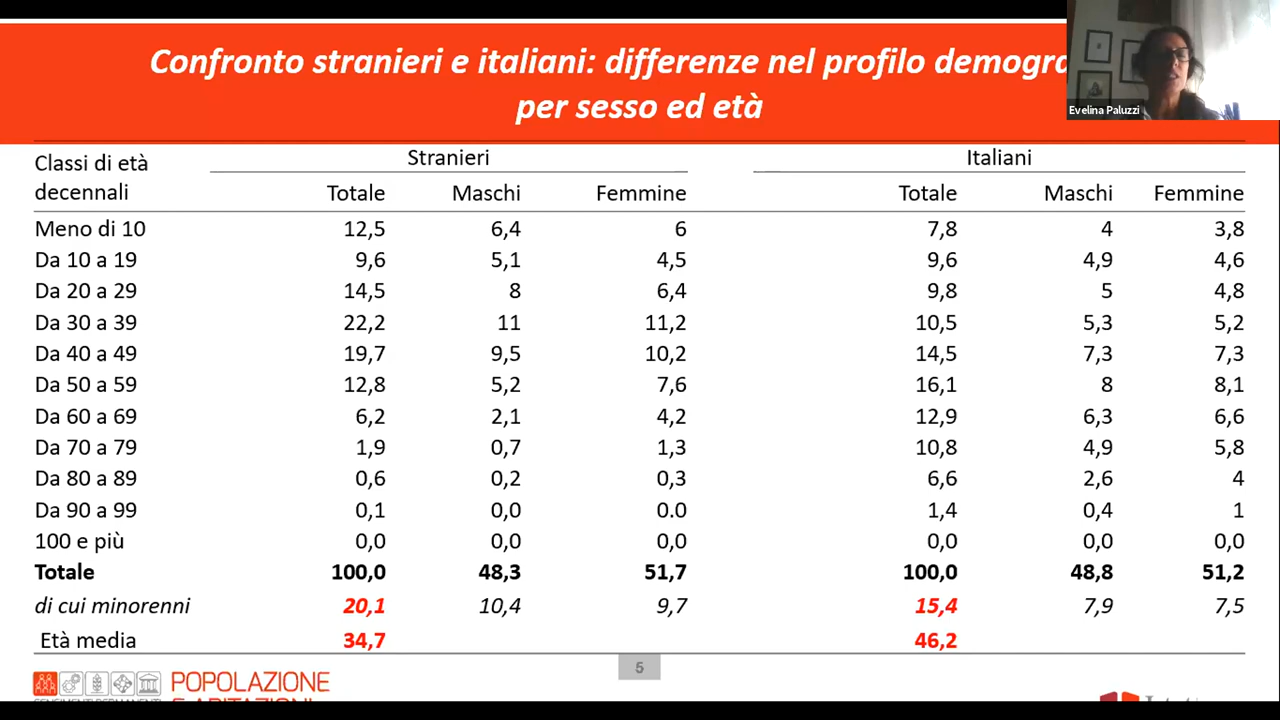 Confronto stranieri e italiani: differenze nel profilo demogra
per sesso ed età
Evelina Paluzzi
Classi di età decennali Stranieri Italiani
Totale Maschi Femmine Totale Maschi Femmine
Meno di 10 12,5 6,4 6 7,8 4 3,8
Da 10 a 19 9,6 5,1 4,5 9,6 4,9 4,6
Da 20 a 29 14,5 8 6,4 9,8 5 4,8
Da 30 a 39 22,2 11 11,2 10,5 5,3 5,2
Da 40 a 49 19,7 9,5 10,2 14,5 7,3 7,3
Da 50 a 59 12,8 5,2 7,6 16,1 8 8,1
Da 60 a 69 6,2 2,1 4,2 12,9 6,3 6,6
Da 70 a 79 1,9 0,7 1,3 10,8 4,9 5,8
Da 80 a 89 0,6 0,2 0,3 6,6 2,6 4
Da 90 a 99 0,1 0,0 0.0 1,4 0,4 1
100 e più 0,0 0,0 0,0 0,0 0,0 0,0
Totale 100,0 48,3 51,7 100,0 48,8 51,2
di cui minorenni 20,1 10,4 9,7 15,4 7,9 7,5
Età media 34,7 46,2
5
POPOLAZIONE
E ABITAZIONI